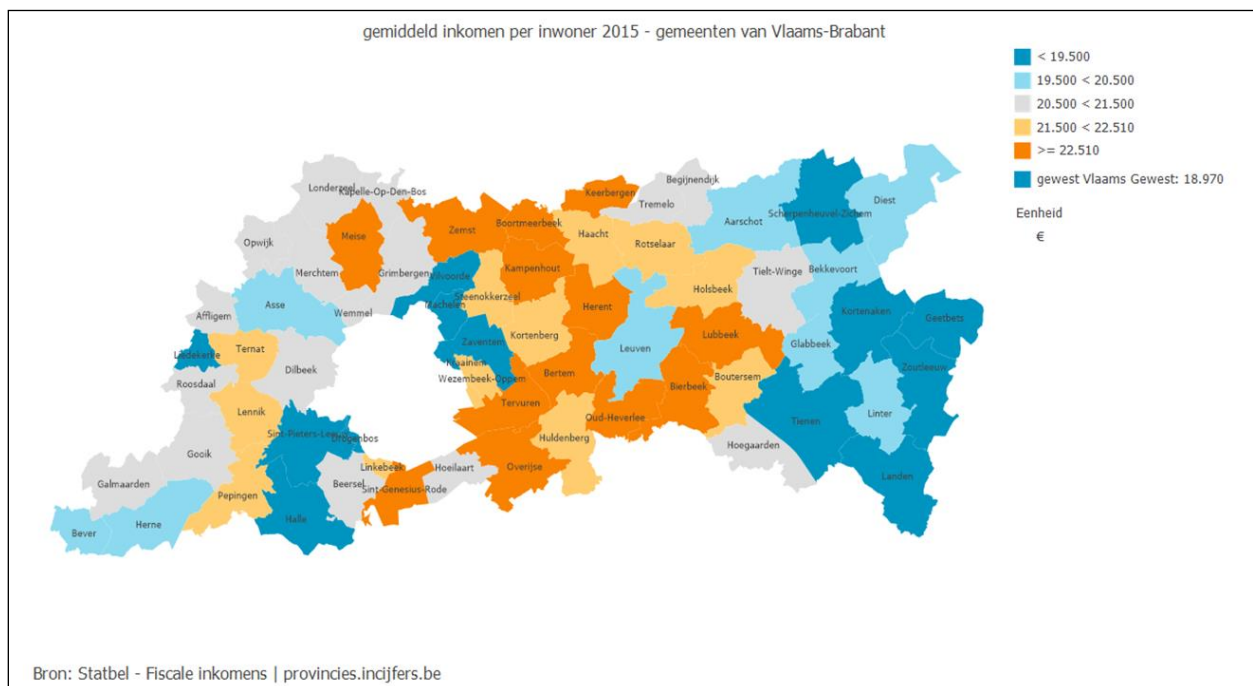 gemiddeld inkomen per inwoner 2015 - gemeenten van Vlaams-Brabant
< 19.500
19.500 < 20.500
20.500 < 21.500
21.500 < 22.510
>= 22.510
gewest Vlaams Gewest: 18.970
Eenheid
€
Londerzeel
Kapelle-Op-Den-Bos
Keerbergen
Begijnendijk
Tremelo
Aarschot
Scherpenheuvel-Zichem
Diest
Opwijk
Meise
Zemst
Boortmeerbeek
Haacht
Rotselaar
Merchtem
Grimbergen
Vilvoorde
Kampenhout
Tielt-Winge
Bekkevoort
Steenokkerzeel
Holsbeek
Asse
Machelen
Herent
Affligem
Wemmel
Kortenaken
Geetbets
Kortenberg
Lubbeek
Glabbeek
Liedekerke
Ternat
Zaventem
Leuven
Dilbeek
Kraainem
Zoutleeuw
Roosdaal
Wezembeek-Oppem
Bertem
Boutersem
Bierbeek
Lennik
Tervuren
Linter
Oud-Heverlee
Tienen
Sint-Pieters-Leeuw
Drogenbos
Huldenberg
Hoegaarden
Gooik
Linkebeek
Hoeilaart
Overijse
Landen
Galmaarden
Beersel
Sint-Genesius-Rode
Pepingen
Halle
Herne
Bever
Bron: Statbel - Fiscale inkomens | provincies.incijfers.be